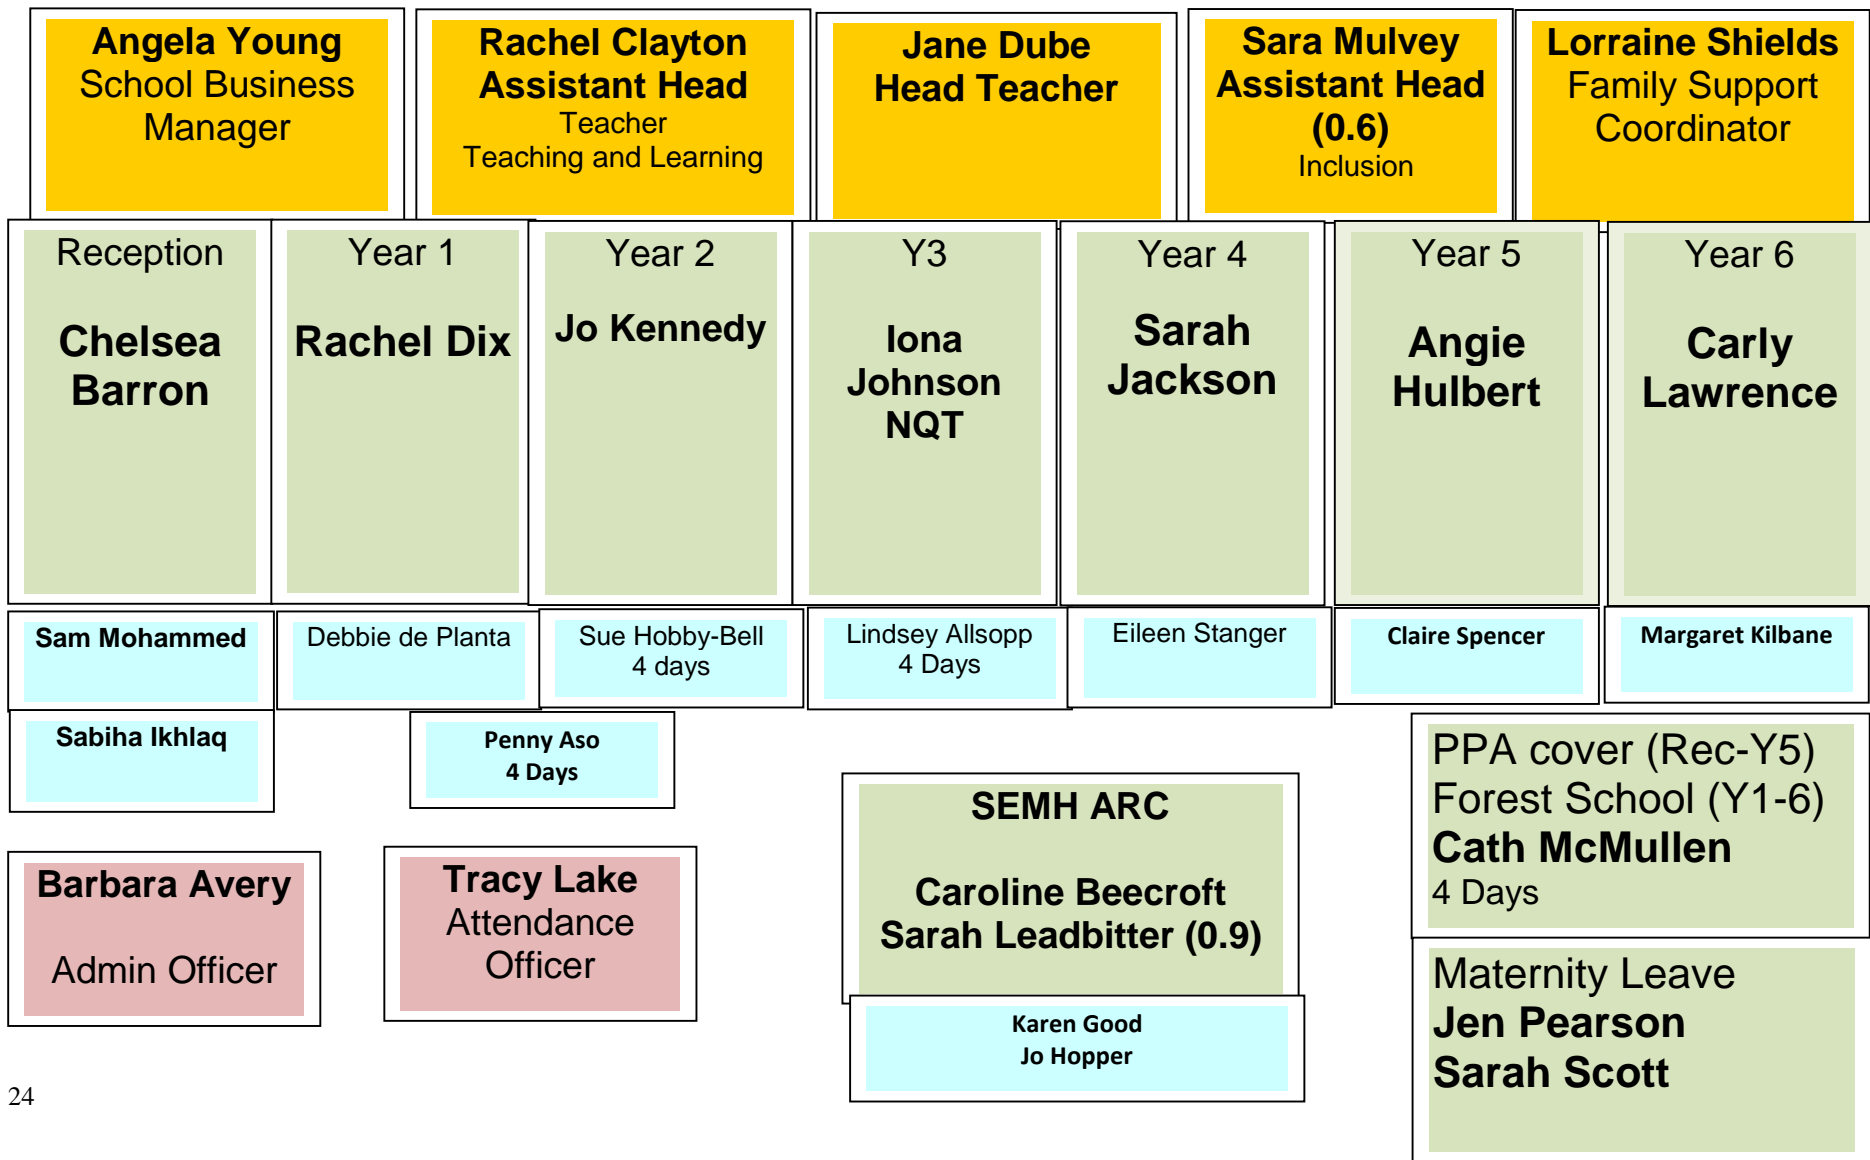 Angela Young
School Business
Manager
Rachel Clayton
Assistant Head
Teacher
Teaching and Learning
Jane Dube
Head Teacher
Sara Mulvey
Assistant Head
(0.6)
Inclusion
Lorraine Shields
Family Support
Coordinator
Reception
Chelsea
Barron
Year 1
Rachel Dix
Year 2
Jo Kennedy
Y3
Iona
Johnson
NQT
Year 4
Sarah
Jackson
Year 5
Angie
Hulbert
Year 6
Carly
Lawrence
Sam Mohammed
Debbie de Planta
Sue Hobby-Bell
4 days
Lindsey Allsopp
4 Days
Eileen Stanger
Claire Spencer
Margaret Kilbane
Sabiha Ikhlaq
Penny Aso
4 Days
PPA cover (Rec-Y5)
Forest School (Y1-6)
Cath McMullen
4 Days
SEMH ARC
Caroline Beecroft
Sarah Leadbitter (0.9)
Barbara Avery
Admin Officer
Tracy Lake
Attendance
Officer
Maternity Leave
Jen Pearson
Sarah Scott
Karen Good
Jo Hopper
24